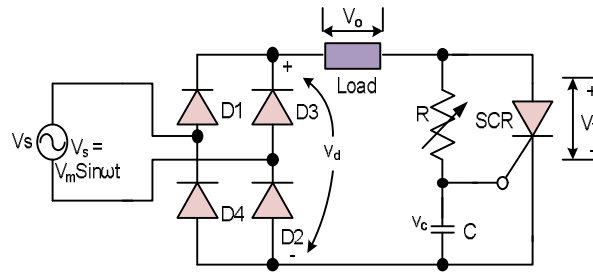 Vo
+
Load
D1
D3
R
SCR
+
V
-
Vs
Vs =
VmSinωt
vd
D4
D2
-
vc
C